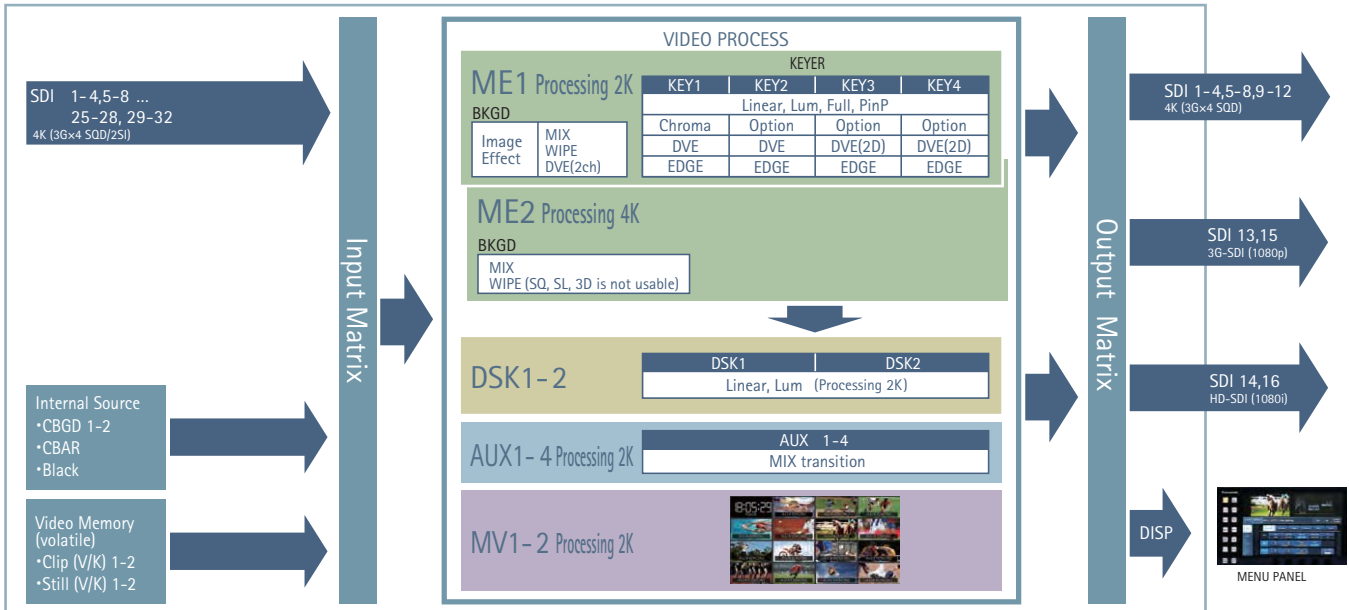 SDI 1-4,5-8 ...
25-28, 29-32
4K (3G×4 SQD/2SI)
Internal Source
•CBGD 1-2
•CBAR
•Black
Video Memory
(volatile)
•Clip (V/K) 1-2
•Still (V/K) 1-2
Input Matrix
VIDEO PROCESS
ME1 Processing 2K
BKGD
Image
Effect
MIX
WIPE
DVE(2ch)
KEYER
KEY1 KEY2 KEY3 KEY4
Linear, Lum, Full, PinP
Chroma Option Option Option
DVE DVE DVE(2D) DVE(2D)
EDGE EDGE EDGE EDGE
ME2 Processing 4K
BKGD
MIX
WIPE (SQ, SL, 3D is not usable)
DSK1-2
DSK1 DSK2
Linear, Lum (Processing 2K)
AUX1-4 Processing 2K
AUX 1-4
MIX transition
MV1-2 Processing 2K
18:05:29
Output Matrix
SDI 1-4,5-8,9-12
4K (3G×4 SQD)
SDI 13,15
3G-SDI (1080p)
SDI 14,16
HD-SDI (1080i)
DISP
MENU PANEL